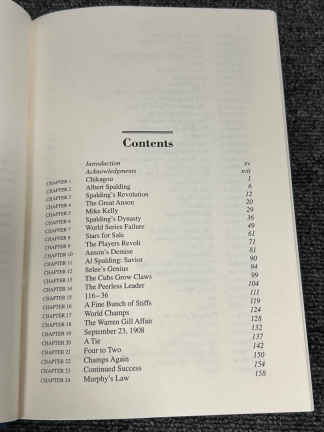 Contents
Introduction xv
Acknowledgments xvii
CHAPTER 1 Chikagou 1
CHAPTER 2 Albert Spalding 6
CHAPTER 3 Spalding's Revolution 12
CHAPTER 4 The Great Anson 20
CHAPTER 5 Mike Kelly 29
CHAPTER 6 Spalding's Dynasty 36
CHAPTER 7 World Series Failure 49
CHAPTER 8 Stars for Sale 61
CHAPTER 9 The Players Revolt 71
CHAPTER 10 Anson's Demise 81
CHAPTER 11 Al Spalding: Savior 90
CHAPTER 12 Selee's Genius 94
CHAPTER 13 The Cubs Grow Claws 99
CHAPTER 14 The Peerless Leader 104
CHAPTER 15 116–36 111
CHAPTER 16 A Fine Bunch of Stiffs 119
CHAPTER 17 World Champs 124
CHAPTER 18 The Warren Gill Affair 128
CHAPTER 19 September 23, 1908 132
CHAPTER 20 A Tie 137
CHAPTER 21 Four to Two 142
CHAPTER 22 Champs Again 150
CHAPTER 23 Continued Success 154
CHAPTER 24 Murphy's Law 158